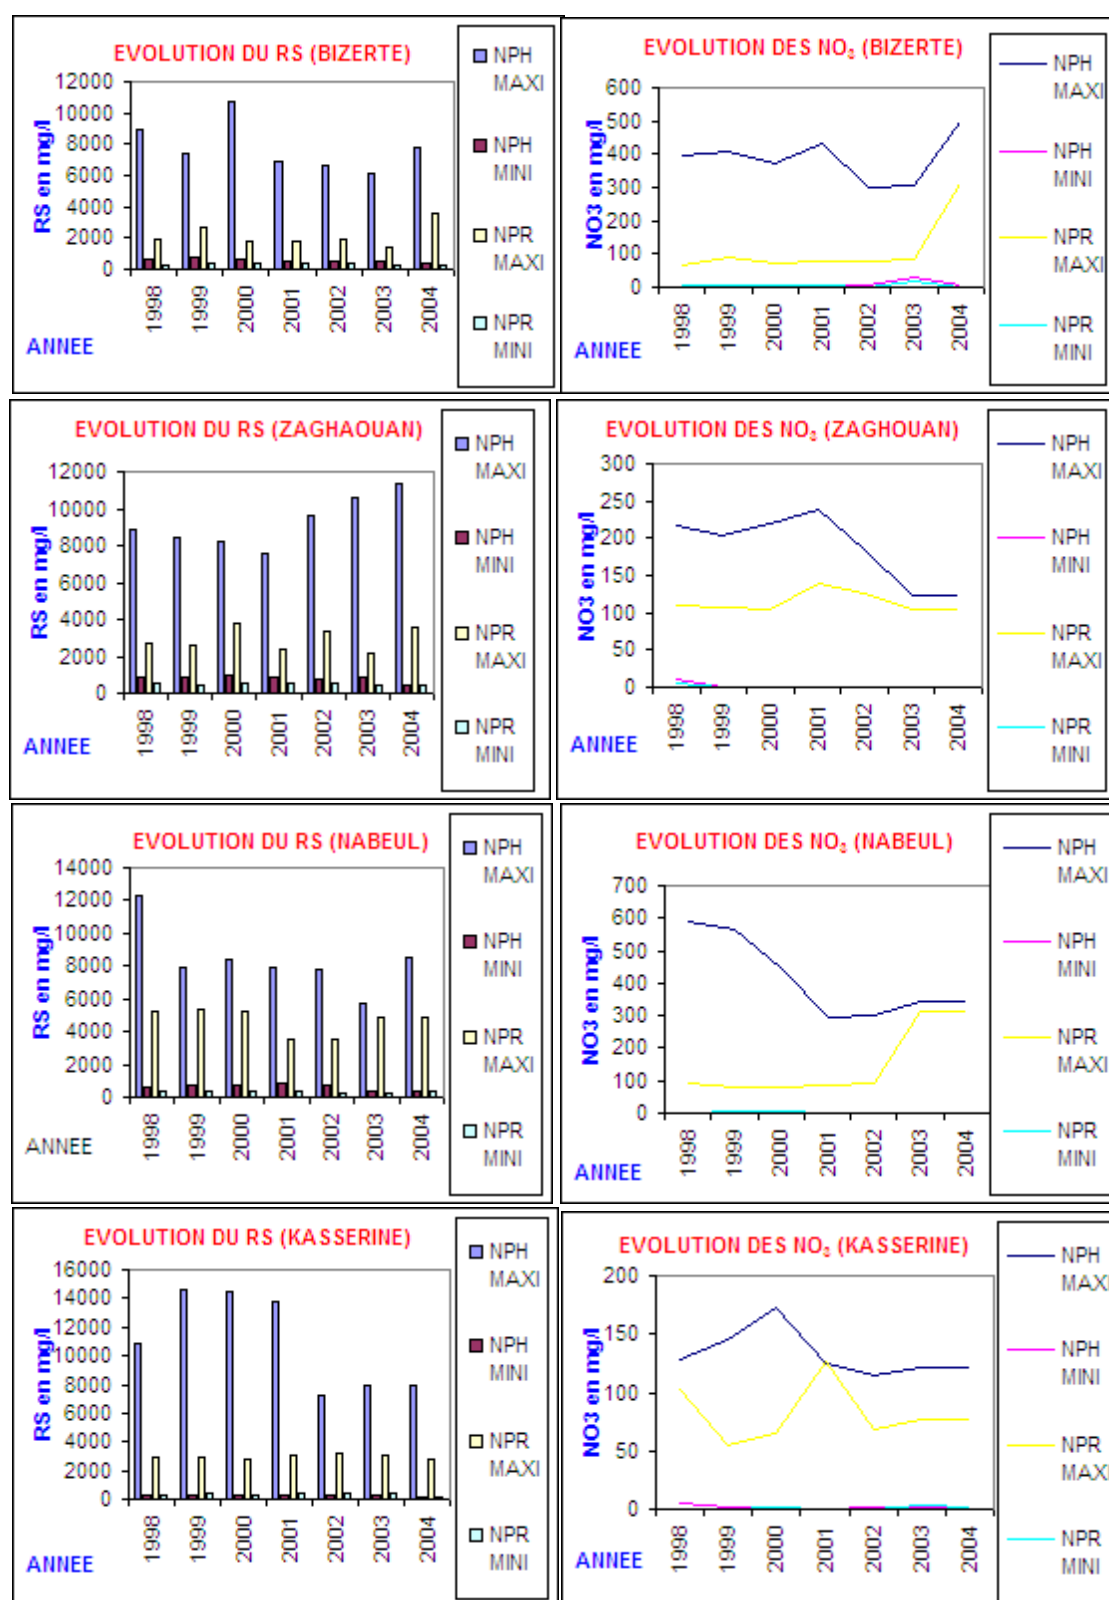 EVOLUTION DU RS (BIZERTE)
RS en mg/l
12000
10000
8000
6000
4000
2000
0
1998
1999
2000
2001
2002
2003
2004
ANNEE
NPH
MAXI
NPH
MINI
NPR
MAXI
NPR
MINI
EVOLUTION DES NO₃ (BIZERTE)
NO3 en mg/l
600
500
400
300
200
100
0
1998
1999
2000
2001
2002
2003
2004
ANNEE
NPH
MAXI
NPH
MINI
NPR
MAXI
NPR
MINI
EVOLUTION DU RS (ZAGHAOUAN)
RS en mg/l
12000
10000
8000
6000
4000
2000
0
1998
1999
2000
2001
2002
2003
2004
ANNEE
NPH
MAXI
NPH
MINI
NPR
MAXI
NPR
MINI
EVOLUTION DES NO₃ (ZAGHOUAN)
NO3 en mg/l
300
250
200
150
100
50
0
1998
1999
2000
2001
2002
2003
2004
ANNEE
NPH
MAXI
NPH
MINI
NPR
MAXI
NPR
MINI
EVOLUTION DU RS (NABEUL)
RS en mg/l
14000
12000
10000
8000
6000
4000
2000
0
1998
1999
2000
2001
2002
2003
2004
ANNEE
NPH
MAXI
NPH
MINI
NPR
MAXI
NPR
MINI
EVOLUTION DES NO₃ (NABEUL)
NO3 en mg/l
700
600
500
400
300
200
100
0
1998
1999
2000
2001
2002
2003
2004
ANNEE
NPH
MAXI
NPH
MINI
NPR
MAXI
NPR
MINI
EVOLUTION DU RS (KASSERINE)
RS en mg/l
16000
14000
12000
10000
8000
6000
4000
2000
0
1998
1999
2000
2001
2002
2003
2004
ANNEE
NPH
MAXI
NPH
MINI
NPR
MAXI
NPR
MINI
EVOLUTION DES NO₃ (KASSERINE)
NO3 en mg/l
200
150
100
50
0
1998
1999
2000
2001
2002
2003
2004
ANNEE
NPH
MAXI
NPH
MINI
NPR
MAXI
NPR
MINI